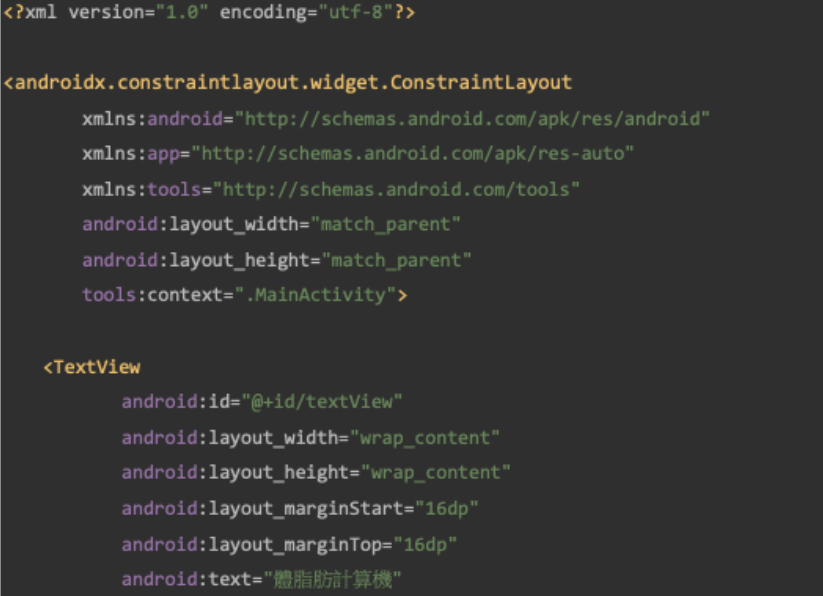 <?xml version="1.0" encoding="utf-8"?>
<androidx.constraintlayout.widget.ConstraintLayout
xmlns:android="http://schemas.android.com/apk/res/android"
xmlns:app="http://schemas.android.com/apk/res-auto"
xmlns:tools="http://schemas.android.com/tools"
android:layout_width="match_parent"
android:layout_height="match_parent"
tools:context=".MainActivity">
<TextView
android:id="@+id/textView"
android:layout_width="wrap_content"
android:layout_height="wrap_content"
android:layout_marginStart="16dp"
android:layout_marginTop="16dp"
android:text="體脂肪計算機"